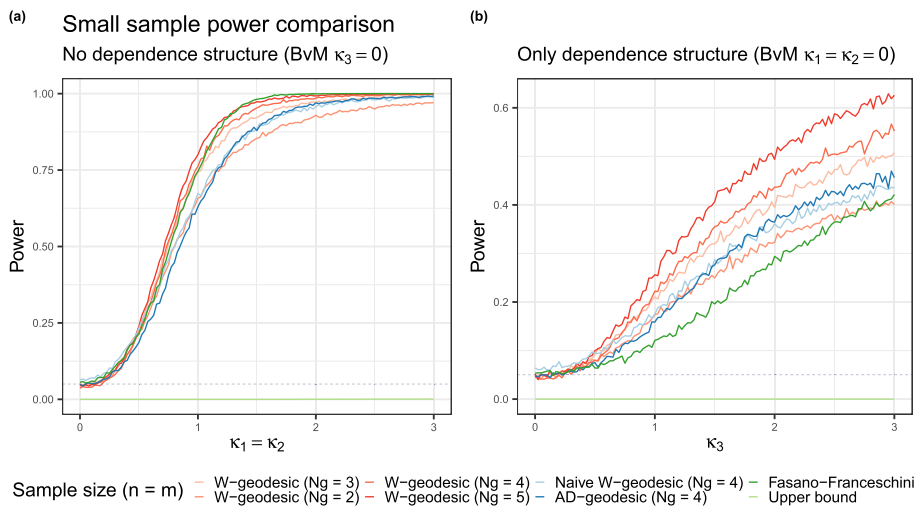 (a)
Small sample power comparison
No dependence structure (BvM κ₃ = 0)
1.00
0.75
0.50
0.25
0.00
Power
0
1
2
3
κ₁ = κ₂
(b)
Only dependence structure (BvM κ₁ = κ₂ = 0)
0.6
0.4
0.2
0.0
Power
0
1
2
3
κ₃
Sample size (n = m)
W−geodesic (Ng = 3)
W−geodesic (Ng = 2)
W−geodesic (Ng = 4)
W−geodesic (Ng = 5)
Naive W−geodesic (Ng = 4)
AD−geodesic (Ng = 4)
Fasano−Franceschini
Upper bound